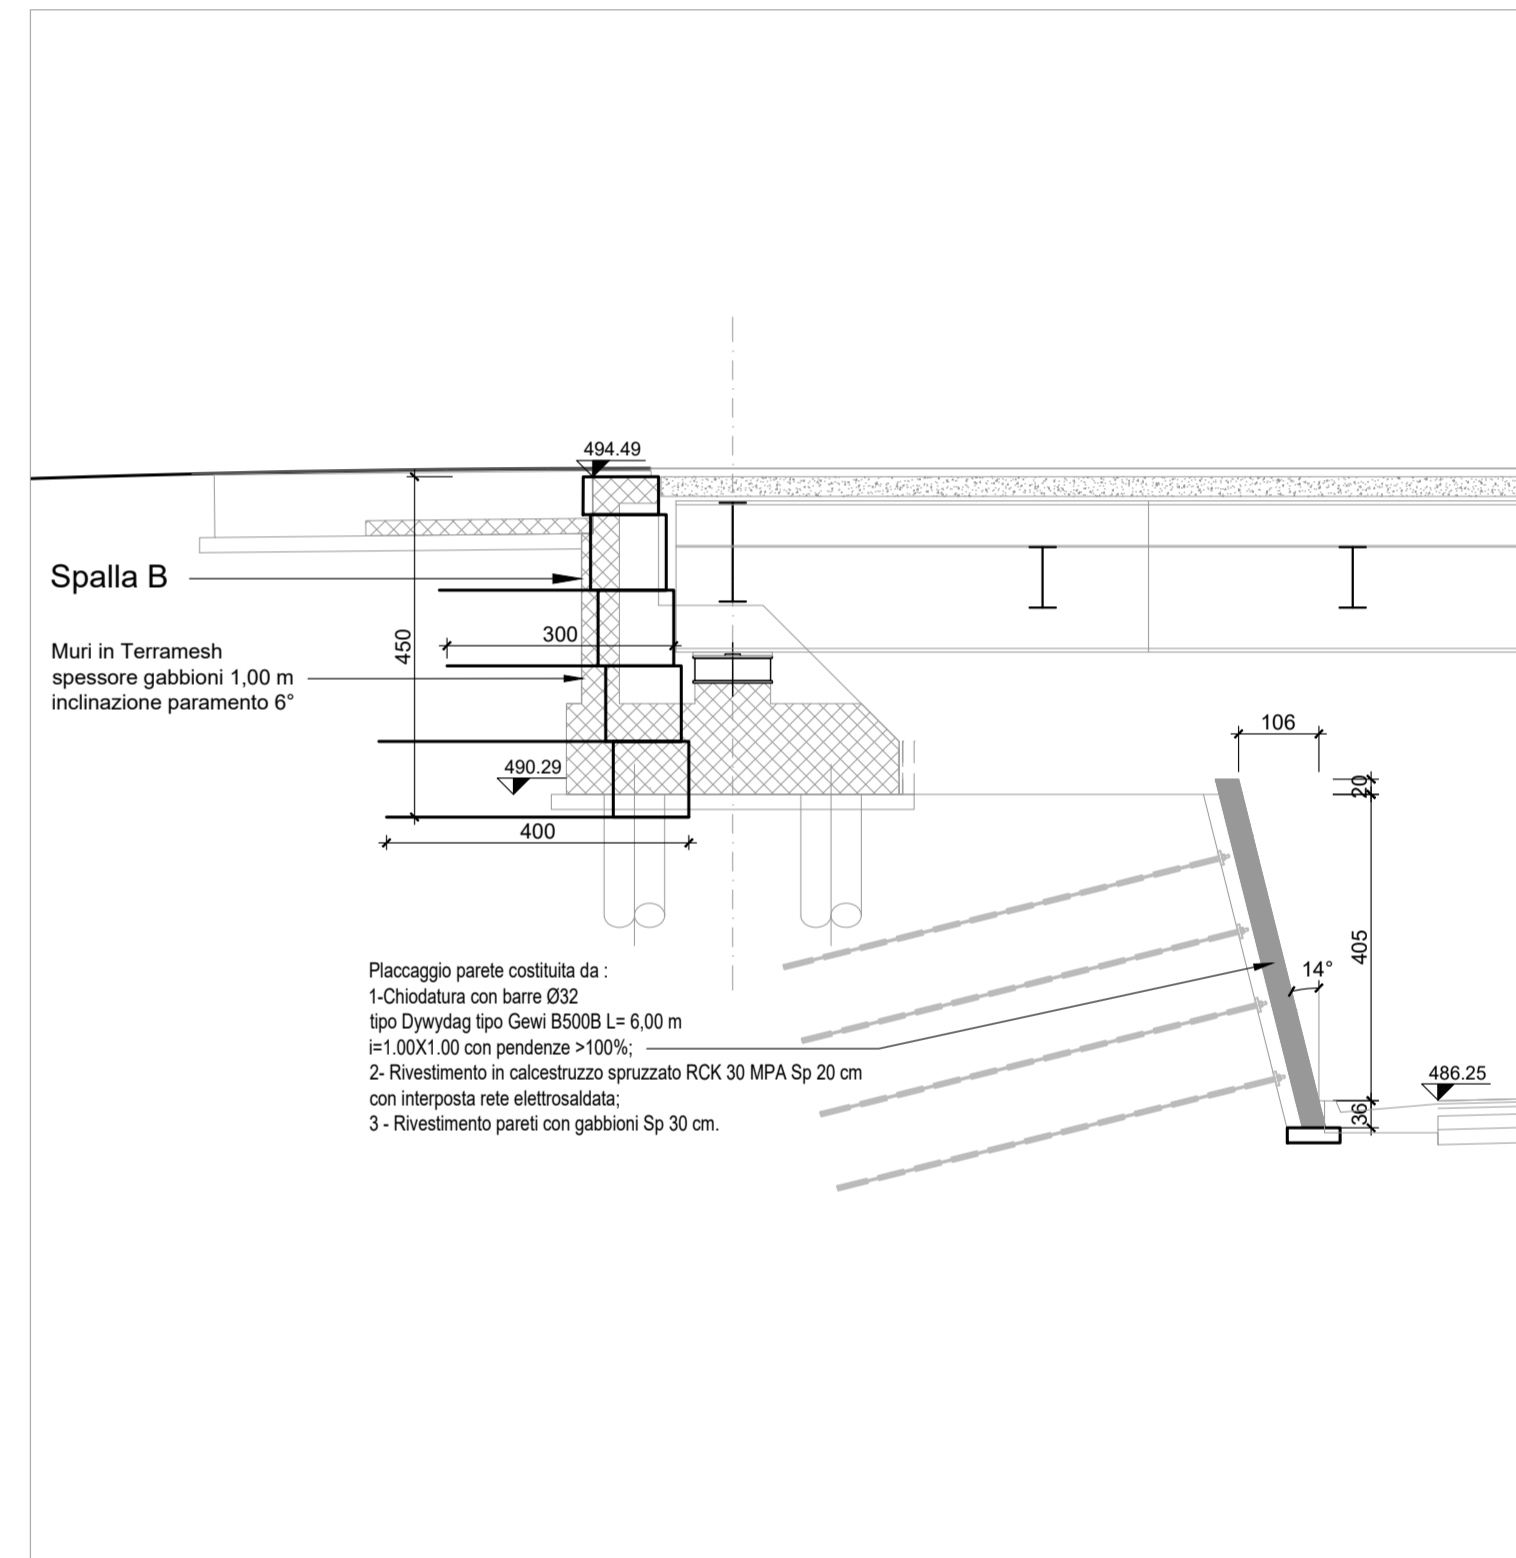 494.49
Spalla B
Muri in Terramesh
spessore gabbioni 1,00 m
inclinazione paramento 6°
450
300
490.29
400
106
20
405
14°
486.25
36
Placcaggio parete costituita da :
1-Chiodatura con barre Ø32
tipo Dywydag tipo Gewi B500B L= 6,00 m
i=1.00X1.00 con pendenze >100%;
2- Rivestimento in calcestruzzo spruzzato RCK 30 MPA Sp 20 cm
con interposta rete elettrosaldata;
3 - Rivestimento pareti con gabbioni Sp 30 cm.